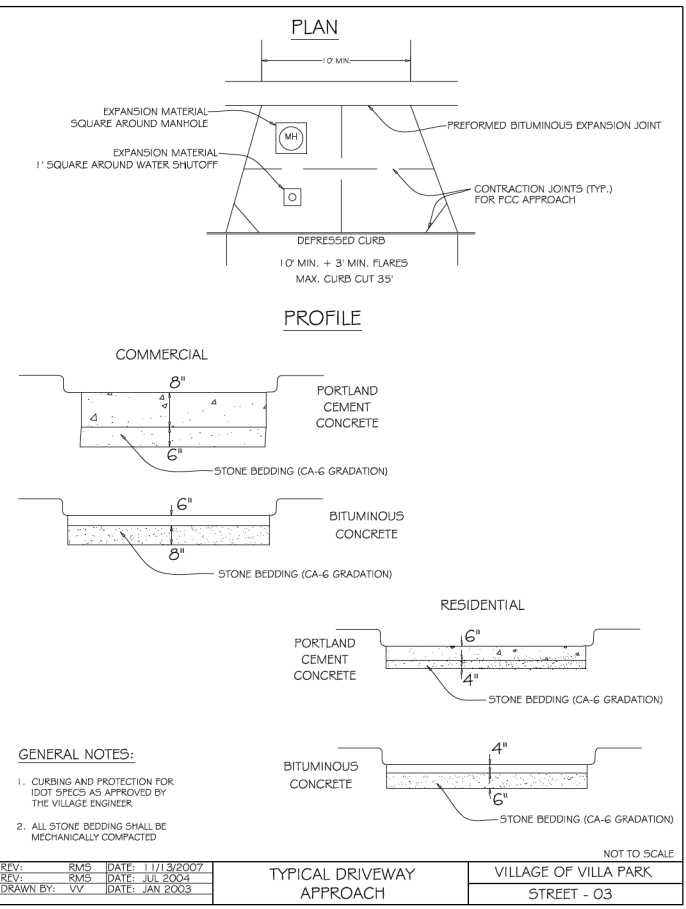 PLAN
10' MIN.
EXPANSION MATERIAL
SQUARE AROUND MANHOLE
MH
PREFORMED BITUMINOUS EXPANSION JOINT
EXPANSION MATERIAL
1' SQUARE AROUND WATER SHUTOFF
CONTRACTION JOINTS (TYP.)
FOR PCC APPROACH
DEPRESSED CURB
10' MIN. + 3' MIN. FLARES
MAX. CURB CUT 35'
PROFILE
COMMERCIAL
8"
PORTLAND
CEMENT
CONCRETE
6"
STONE BEDDING (CA-6 GRADATION)
6"
BITUMINOUS
CONCRETE
8"
STONE BEDDING (CA-6 GRADATION)
RESIDENTIAL
6"
PORTLAND
CEMENT
CONCRETE
4"
STONE BEDDING (CA-6 GRADATION)
4"
BITUMINOUS
CONCRETE
6"
STONE BEDDING (CA-6 GRADATION)
GENERAL NOTES:
1. CURBING AND PROTECTION FOR
IDOT SPECS AS APPROVED BY
THE VILLAGE ENGINEER
2. ALL STONE BEDDING SHALL BE
MECHANICALLY COMPACTED
NOT TO SCALE
REV: RMS DATE: 11/13/2007
REV: RMS DATE: JUL 2004
DRAWN BY: VV DATE: JAN 2003
TYPICAL DRIVEWAY
APPROACH
VILLAGE OF VILLA PARK
STREET - 03